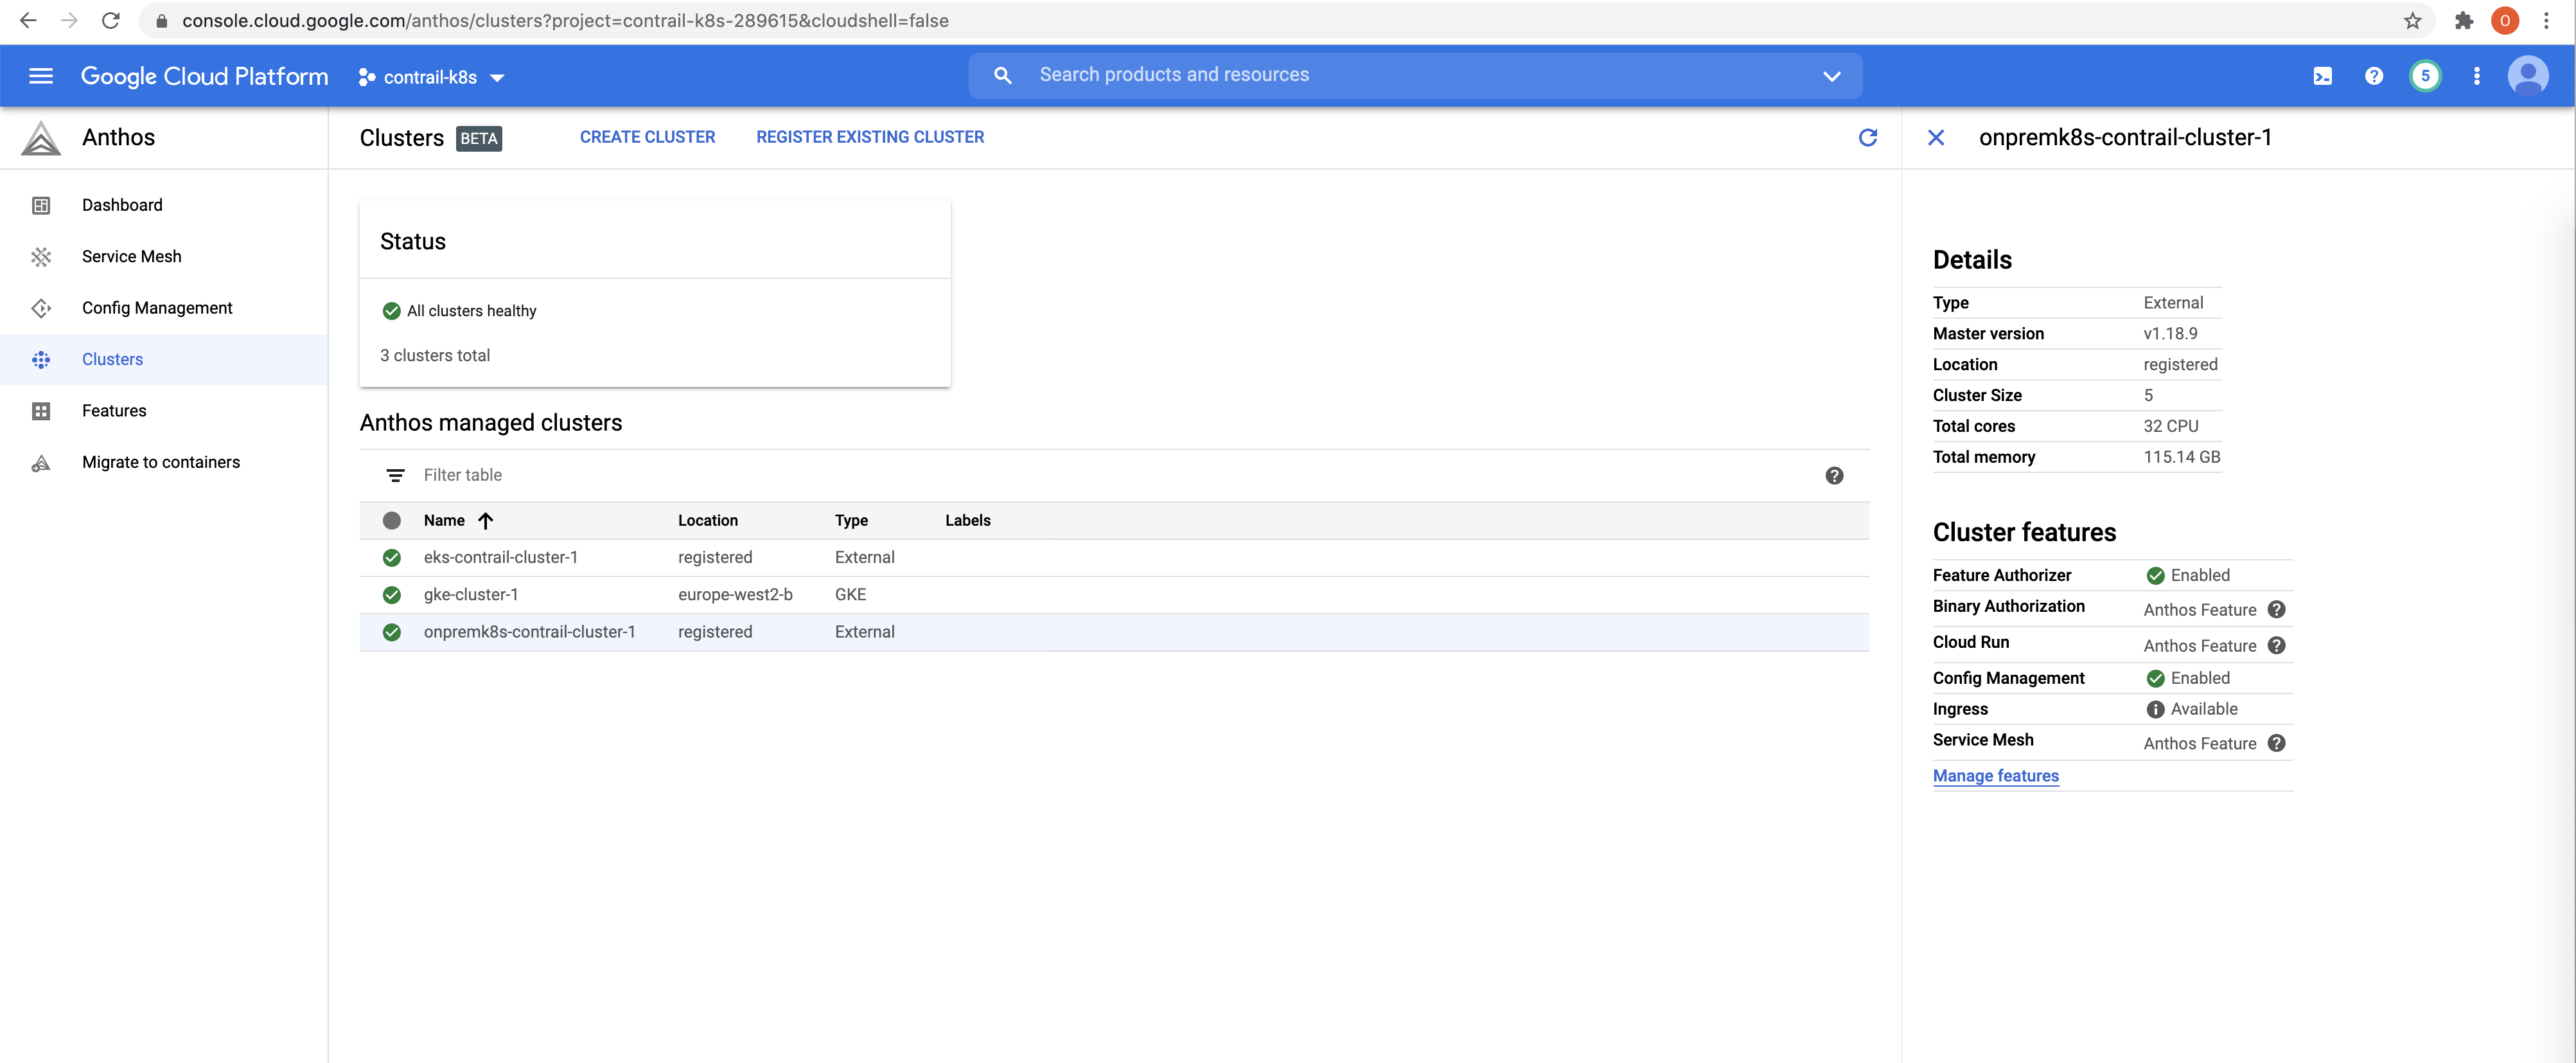 console.cloud.google.com/anthos/clusters?project=contrail-k8s-289615&cloudshell=false
O
Google Cloud Platform
contrail-k8s
Search products and resources
5
Anthos
Dashboard
Service Mesh
Config Management
Clusters
Features
Migrate to containers
Clusters BETA
CREATE CLUSTER
REGISTER EXISTING CLUSTER
Status
All clusters healthy
3 clusters total
Anthos managed clusters
Filter table
Name Location Type Labels
eks-contrail-cluster-1 registered External
gke-cluster-1 europe-west2-b GKE
onpremk8s-contrail-cluster-1 registered External
onpremk8s-contrail-cluster-1
Details
Type External
Master version v1.18.9
Location registered
Cluster Size 5
Total cores 32 CPU
Total memory 115.14 GB
Cluster features
Feature Authorizer Enabled
Binary Authorization Anthos Feature
Cloud Run Anthos Feature
Config Management Enabled
Ingress Available
Service Mesh Anthos Feature
Manage features